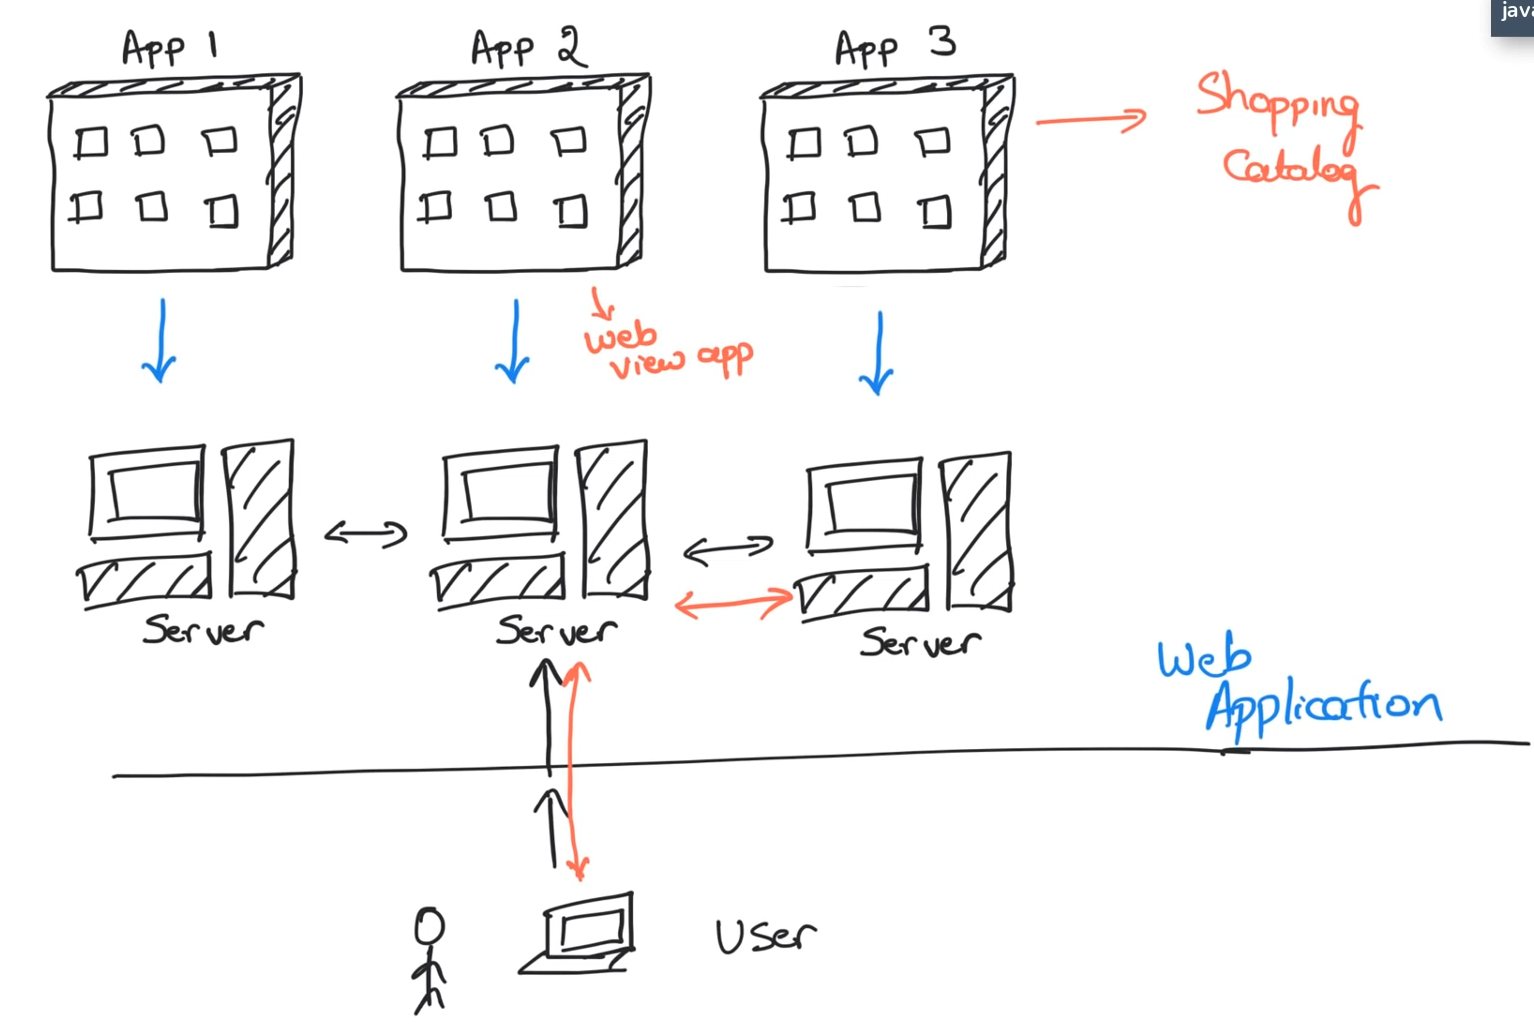 App 1
App 2
App 3
java
Shopping
Catalog
Web
view app
Server
Server
Server
Web
Application
User